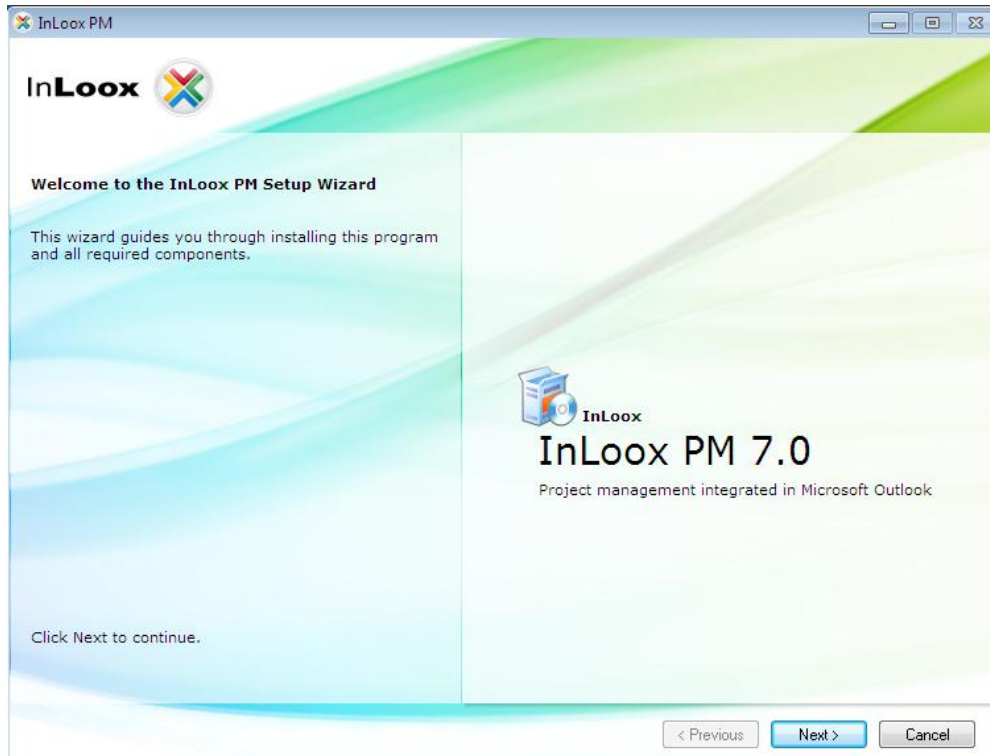 InLoox PM
InLoox
Welcome to the InLoox PM Setup Wizard
This wizard guides you through installing this program
and all required components.
InLoox
InLoox PM 7.0
Project management integrated in Microsoft Outlook
Click Next to continue.
< Previous
Next >
Cancel